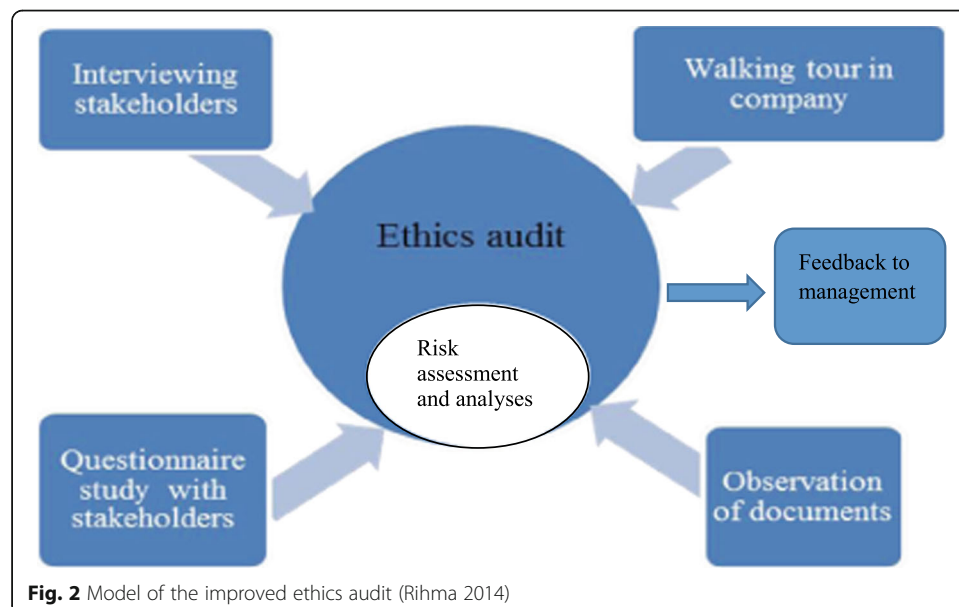 Interviewing
stakeholders
Walking tour in
company
Ethics audit
Feedback to
management
Risk
assessment
and analyses
Questionnaire
study with
stakeholders
Observation
of documents
Fig. 2 Model of the improved ethics audit (Rihma 2014)